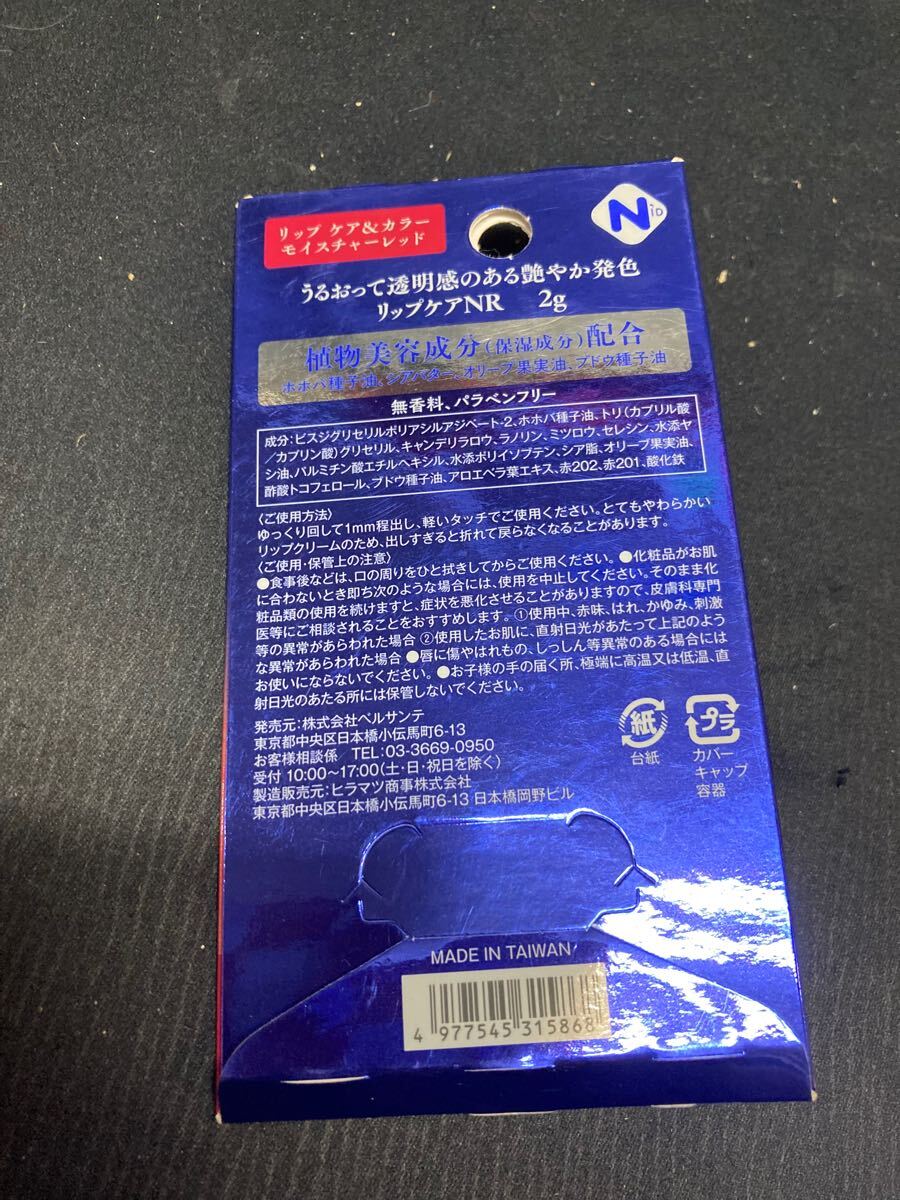 リップ ケア&カラー
モイスチャーレッド
N iD
うるおって透明感のある艶やか発色
リップケアNR 2g
植物美容成分(保湿成分)配合
ホホバ種子油、シアバター、オリーブ果実油、ブドウ種子油
無香料、パラベンフリー
成分:ビスジグリセリルポリアシルアジペート-2、ホホバ種子油、トリ(カプリル酸
/カプリン酸)グリセリル、キャンデリラロウ、ラノリン、ミツロウ、セレシン、水添ヤ
シ油、パルミチン酸エチルヘキシル、水添ポリイソブテン、シア脂、オリーブ果実油、
酢酸トコフェロール、ブドウ種子油、アロエベラ葉エキス、赤202、赤201、酸化鉄
〈ご使用方法〉
ゆっくり回して1mm程出し、軽いタッチでご使用ください。とてもやわらかい
リップクリームのため、出しすぎると折れて戻らなくなることがあります。
〈ご使用・保管上の注意〉
●食事後などは、口の周りをひと拭きしてからご使用ください。●化粧品がお肌
に合わないとき即ち次のような場合には、使用を中止してください。そのまま化
粧品類の使用を続けますと、症状を悪化させることがありますので、皮膚科専門
医等にご相談されることをおすすめします。①使用中、赤味、はれ、かゆみ、刺激
等の異常があらわれた場合 ②使用したお肌に、直射日光があたって上記のよう
な異常があらわれた場合 ●唇に傷やはれもの、しっしん等異常のある場合には
お使いにならないでください。●お子様の手の届く所、極端に高温又は低温、直
射日光のあたる所には保管しないでください。
発売元:株式会社ベルサンテ
東京都中央区日本橋小伝馬町6-13
お客様相談係 TEL:03-3669-0950
受付 10:00〜17:00(土・日・祝日を除く)
製造販売元:ヒラマツ商事株式会社
東京都中央区日本橋小伝馬町6-13 日本橋岡野ビル
紙
台紙
プラ
カバー
キャップ
容器
MADE IN TAIWAN
4 977545 315868